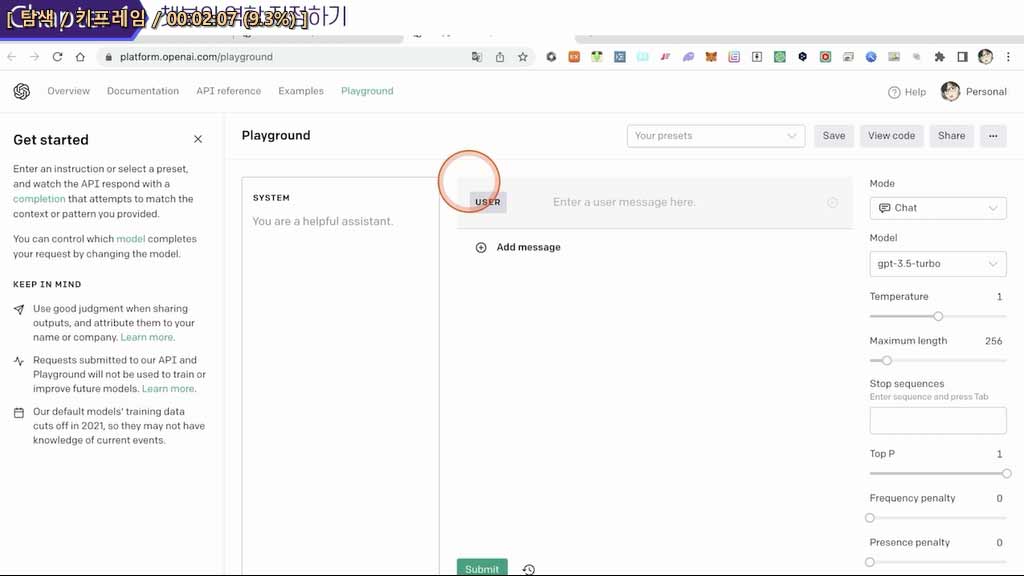 [ 탐색 / 키프레임 / 00:02:07 (9.3%) ]
platform.openai.com/playground
Overview Documentation API reference Examples Playground Help Personal
Get started
Enter an instruction or select a preset,
and watch the API respond with a
completion that attempts to match the
context or pattern you provided.
You can control which model completes
your request by changing the model.
KEEP IN MIND
Use good judgment when sharing
outputs, and attribute them to your
name or company. Learn more.
Requests submitted to our API and
Playground will not be used to train or
improve future models. Learn more.
Our default models' training data
cuts off in 2021, so they may not have
knowledge of current events.
Playground
Your presets
Save
View code
Share
...
SYSTEM
You are a helpful assistant.
USER
Enter a user message here.
Add message
Submit
Mode
Chat
Model
gpt-3.5-turbo
Temperature 1
Maximum length 256
Stop sequences
Enter sequence and press Tab
Top P 1
Frequency penalty 0
Presence penalty 0